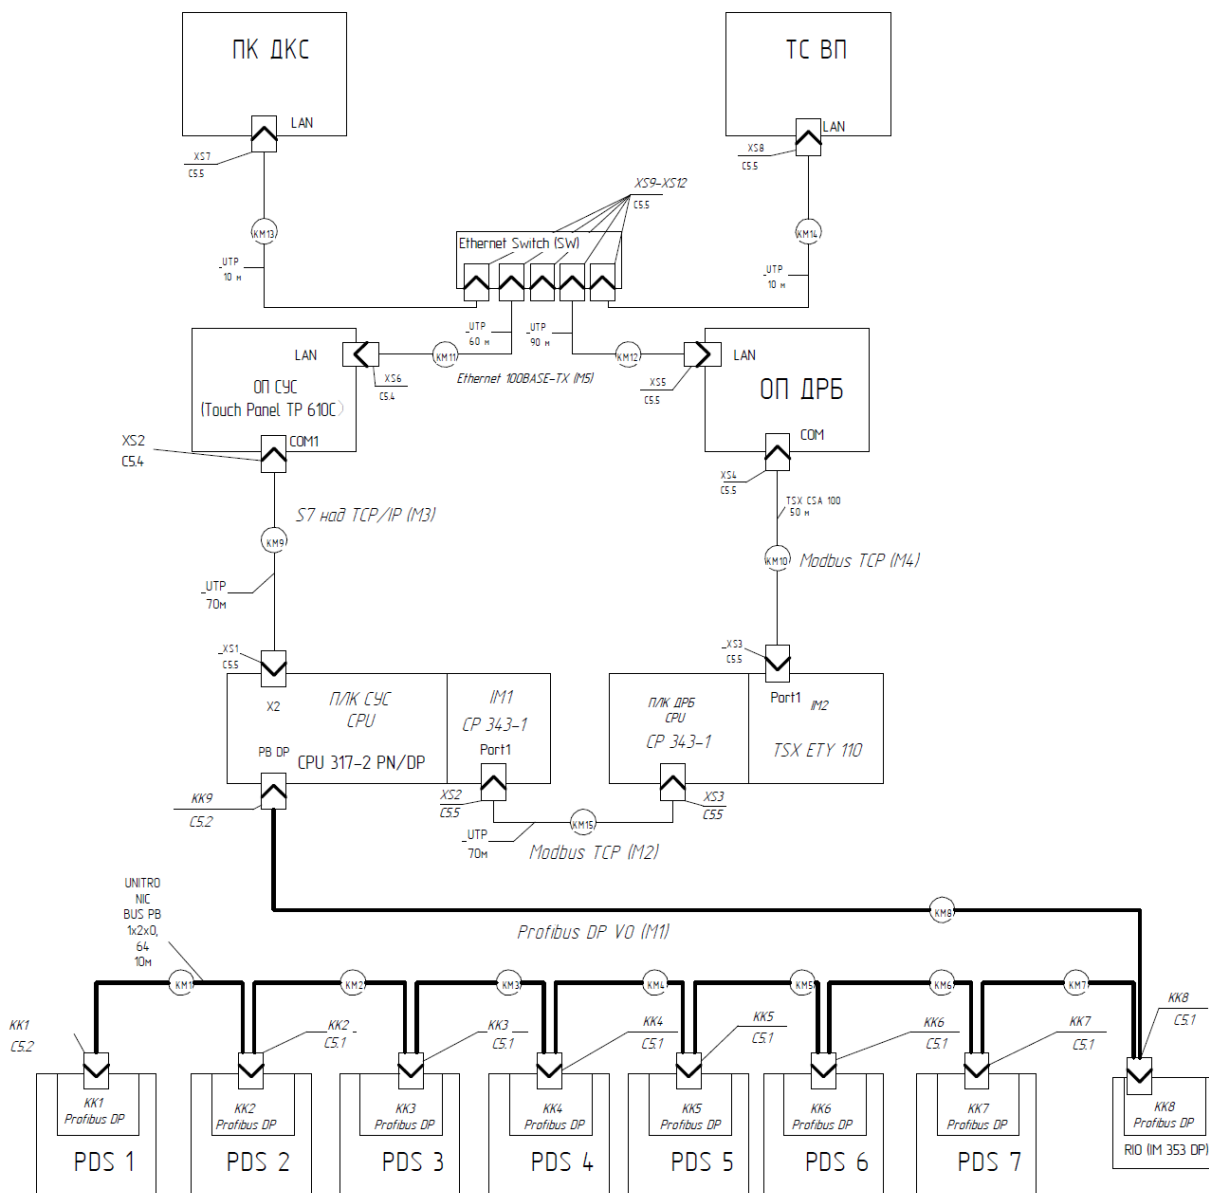 ПК ДКС
ТС ВП
LAN
LAN
XS7
C5.5
XS8
C5.5
XS9-XS12
C5.5
KM13
KM14
Ethernet Switch (SW)
_UTP
10 м
_UTP
10 м
_UTP
60 м
_UTP
90 м
LAN
KM11
KM12
LAN
XS6
C5.4
Ethernet 100BASE-TX (M5)
XS5
C5.5
ОП СУС
(Touch Panel TP 610C)
ОП ДРБ
COM1
COM
XS2
C5.4
XS4
C5.5
TSX CSA 100
50 м
S7 над TCP/IP (M3)
KM9
KM10
Modbus TCP (M4)
_UTP
70м
_XS1
C5.5
_XS3
C5.5
X2
ПЛК СУС
CPU
PB DP
CPU 317-2 PN/DP
IM1
CP 343-1
Port1
ПЛК ДРБ
CPU
CP 343-1
Port1
IM2
TSX ETY 110
KK9
C5.2
XS2
C5.5
XS3
C5.5
_UTP
70м
KM15
Modbus TCP (M2)
UNITRO
NIC
BUS PB
1x2x0,
64
10м
KM8
Profibus DP V0 (M1)
KM1
KM2
KM3
KM4
KM5
KM6
KM7
KK1
C5.2
KK2
C5.1
KK3
C5.1
KK4
C5.1
KK5
C5.1
KK6
C5.1
KK7
C5.1
KK8
C5.1
KK1
Profibus DP
KK2
Profibus DP
KK3
Profibus DP
KK4
Profibus DP
KK5
Profibus DP
KK6
Profibus DP
KK7
Profibus DP
KK8
Profibus DP
PDS 1
PDS 2
PDS 3
PDS 4
PDS 5
PDS 6
PDS 7
RIO (IM 353 DP)